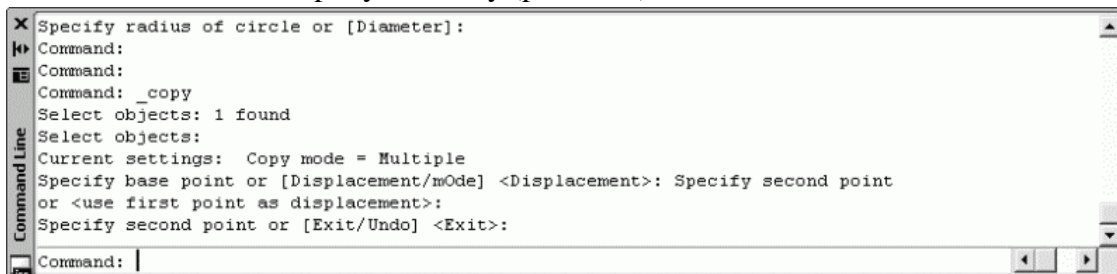 Specify radius of circle or [Diameter]:
Command:
Command:
Command: _copy
Select objects: 1 found
Select objects:
Current settings:  Copy mode = Multiple
Specify base point or [Displacement/mOde] <Displacement>: Specify second point
or <use first point as displacement>:
Specify second point or [Exit/Undo] <Exit>:
Command:
Command Line